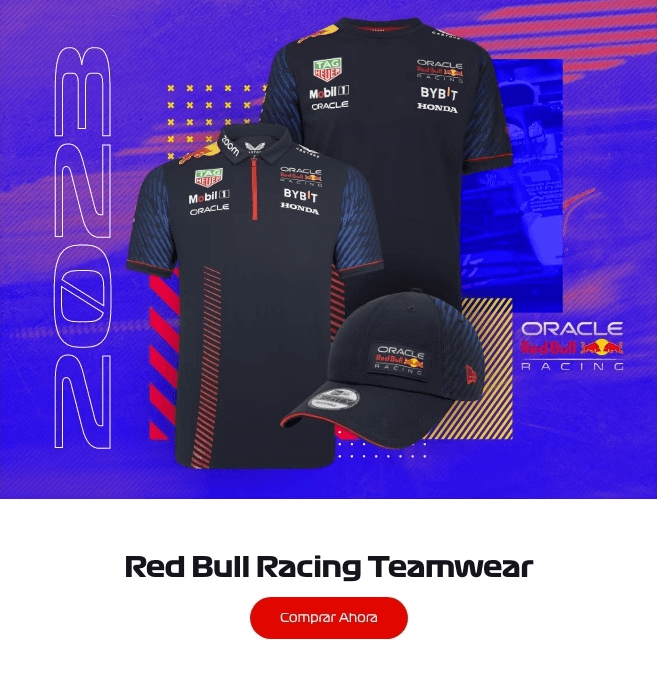 2023
ORACLE
TAG
HEUER
Red Bull
RACING
Mobil 1
BYBIT
ORACLE
HONDA
zoom
TAG
HEUER
ORACLE
Red Bull
RACING
Mobil 1
BYBIT
ORACLE
HONDA
ORACLE
Red Bull
RACING
ORACLE
Red Bull
RACING
Red Bull Racing Teamwear
Comprar Ahora